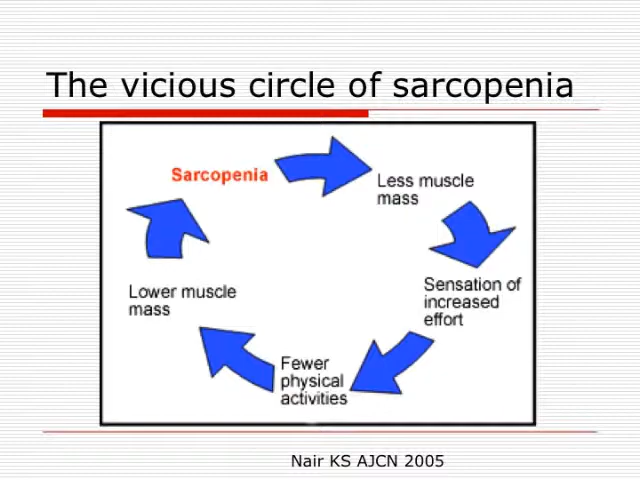 The vicious circle of sarcopenia
Sarcopenia
Less muscle
mass
Sensation of
increased
effort
Fewer
physical
activities
Lower muscle
mass
Nair KS AJCN 2005